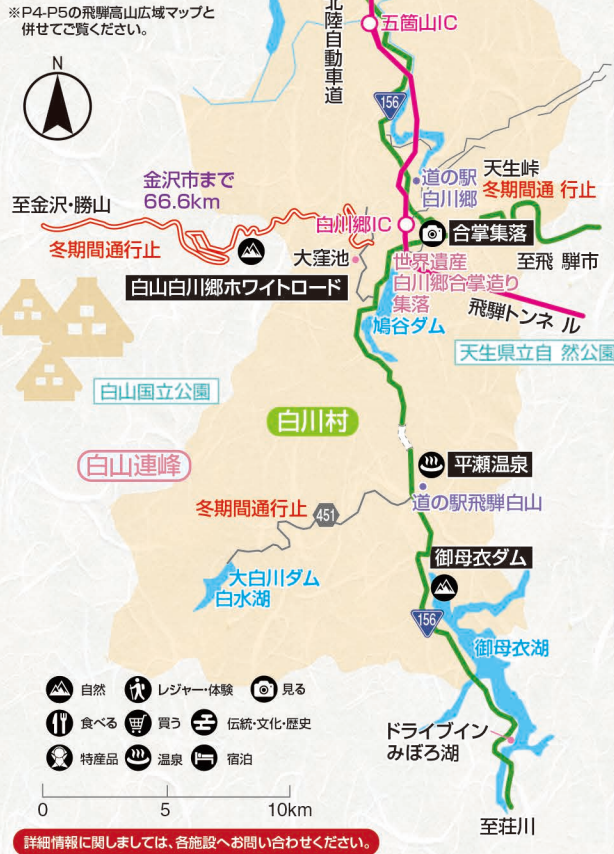 ※P4-P5の飛騨高山広域マップと
併せてご覧ください。
北陸自動車道
五箇山IC
N
156
金沢市まで
66.6km
道の駅
白川郷
天生峠
冬期間通 行止
至金沢・勝山
冬期間通行止
白川郷IC
合掌集落
大窪池
世界遺産
白川郷合掌造り
集落
至飛 騨市
白山白川郷ホワイトロード
飛騨トンネ ル
鳩谷ダム
天生県立自 然公園
白山国立公園
白川村
白山連峰
平瀬温泉
道の駅飛騨白山
冬期間通行止
451
御母衣ダム
大白川ダム
白水湖
156
御母衣湖
自然
レジャー・体験
見る
食べる
買う
伝統・文化・歴史
特産品
温泉
宿泊
ドライブイン
みぼろ湖
0 5 10km
至荘川
詳細情報に関しましては、各施設へお問い合わせください。